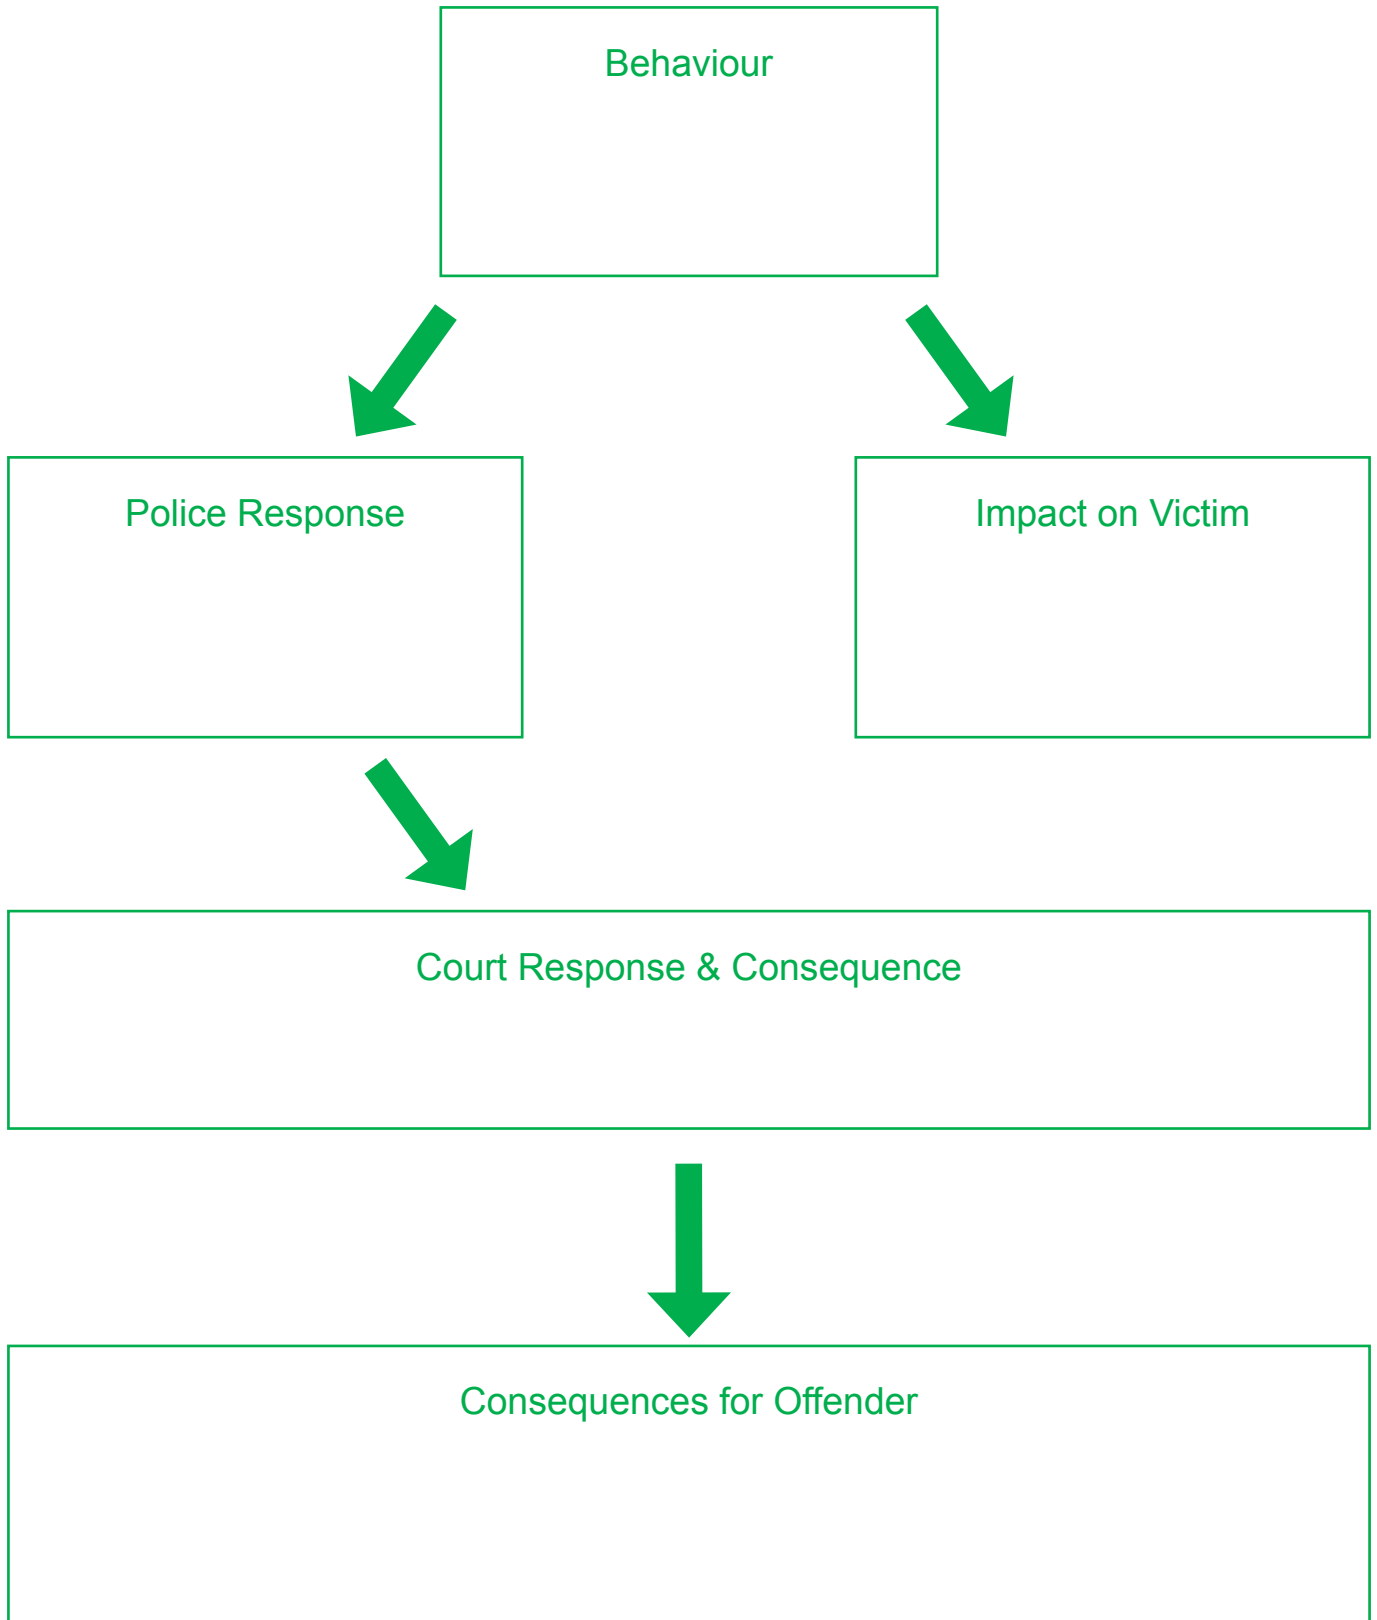 Behaviour
Police Response
Impact on Victim
Court Response & Consequence
Consequences for Offender